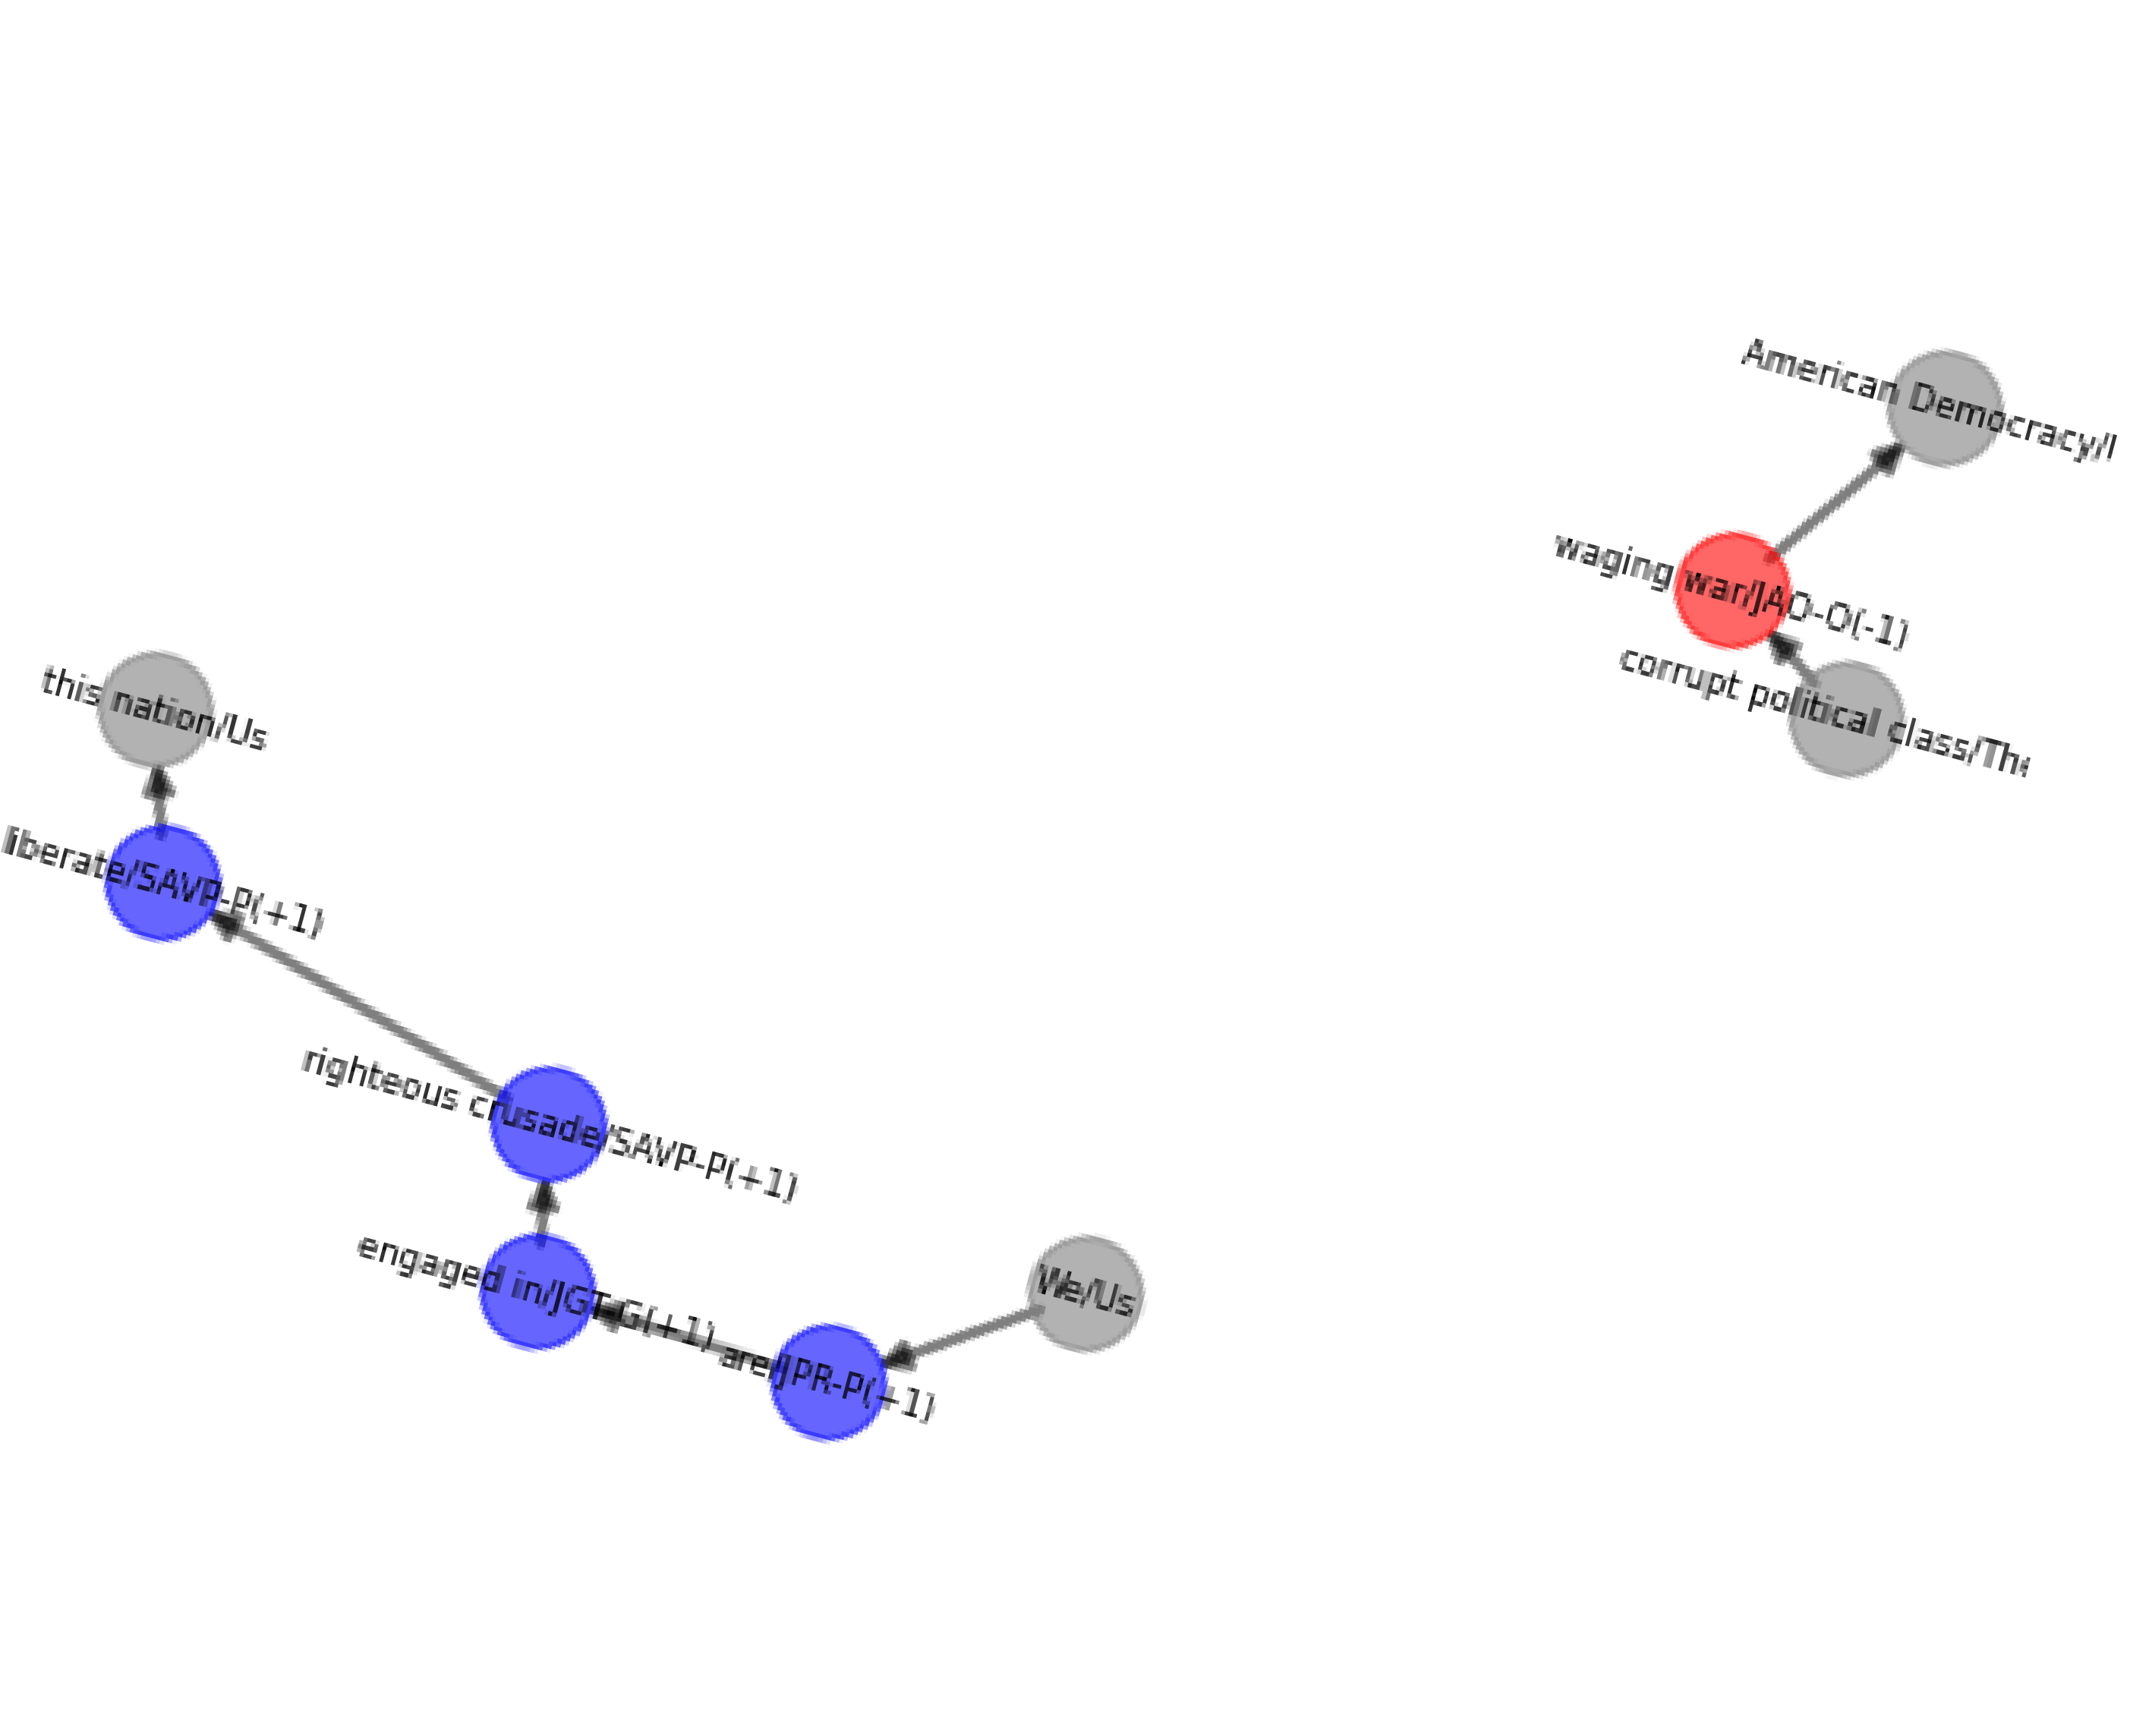 American Democracy/I
waging war/JAO-O(-1)
corrupt political class/The
this nation/Us
liberate/SAVP-P(+1)
righteous crusade/SAVP-P(+1)
engaged in/JGT-G(+1)
We/Us
are/JPR-P(+1)